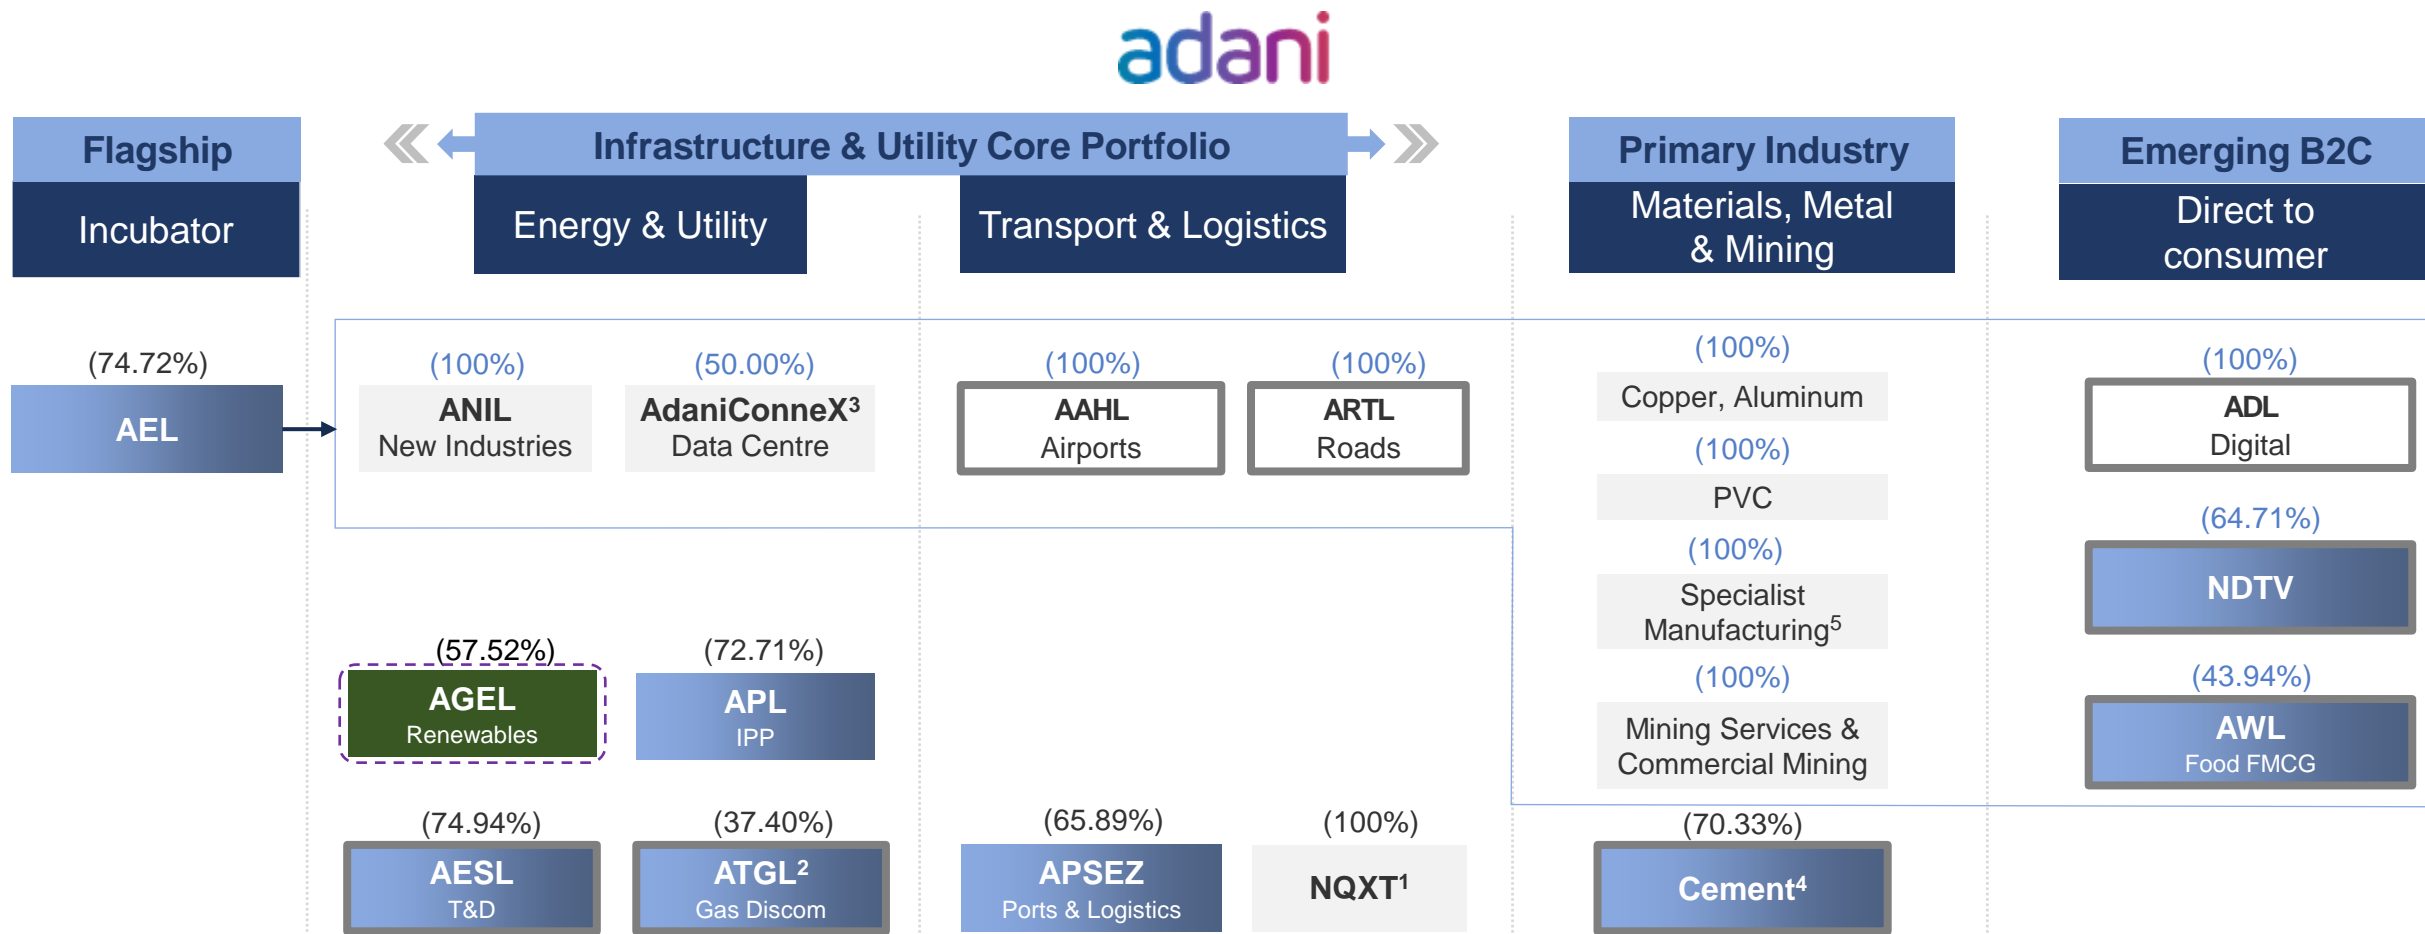 adani
Flagship
Incubator
Infrastructure & Utility Core Portfolio
Energy & Utility
Transport & Logistics
Primary Industry
Materials, Metal
& Mining
Emerging B2C
Direct to
consumer
(74.72%)
AEL
(100%)
ANIL
New Industries
(50.00%)
AdaniConneX³
Data Centre
(100%)
AAHL
Airports
(100%)
ARTL
Roads
(100%)
Copper, Aluminum
(100%)
PVC
(100%)
Specialist
Manufacturing⁵
(100%)
Mining Services &
Commercial Mining
(100%)
ADL
Digital
(64.71%)
NDTV
(43.94%)
AWL
Food FMCG
(57.52%)
AGEL
Renewables
(72.71%)
APL
IPP
(74.94%)
AESL
T&D
(37.40%)
ATGL²
Gas Discom
(65.89%)
APSEZ
Ports & Logistics
(100%)
NQXT¹
(70.33%)
Cement⁴